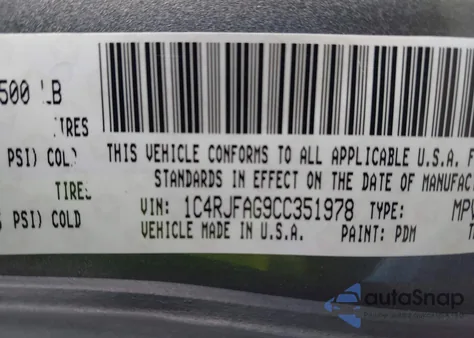 500 LB
TIRES
PSI) COLD
THIS VEHICLE CONFORMS TO ALL APPLICABLE U.S.A. F
STANDARDS IN EFFECT ON THE DATE OF MANUFAC
TIRES
PSI) COLD
VIN: 1C4RJFAG9CC351978 TYPE: MPV
VEHICLE MADE IN U.S.A. PAINT: PDM T
autoSnap